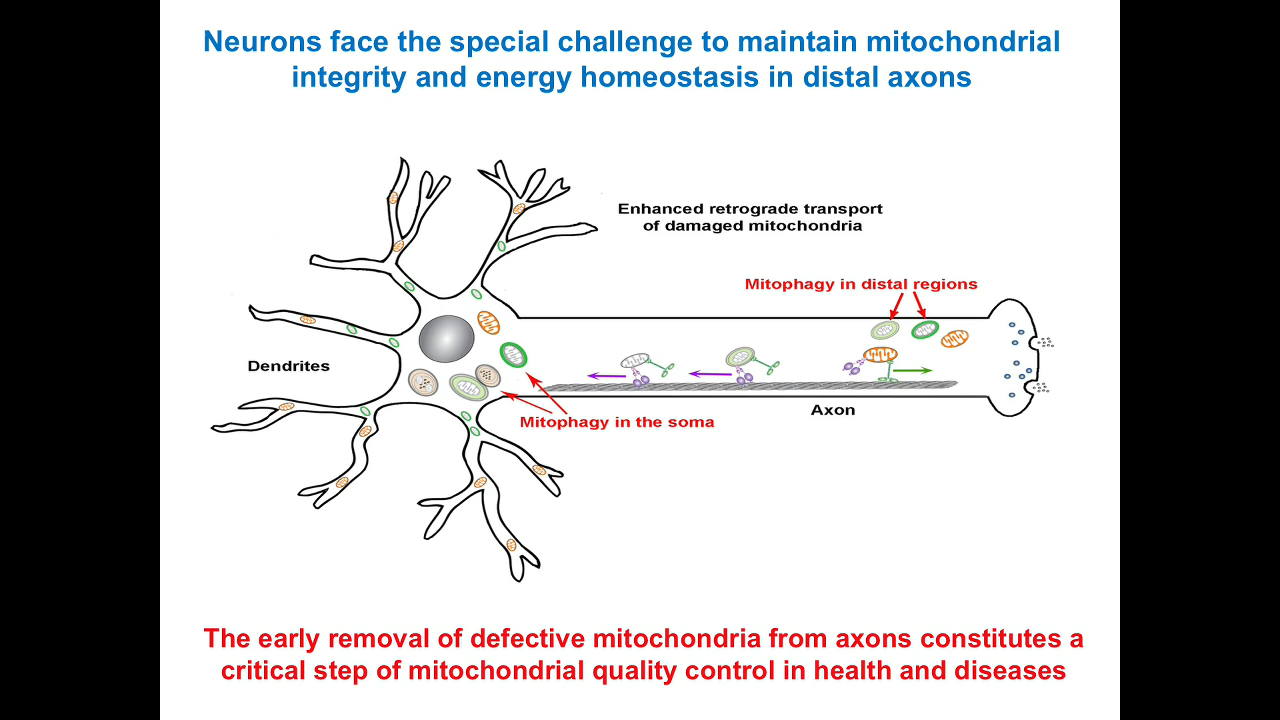 Neurons face the special challenge to maintain mitochondrial
integrity and energy homeostasis in distal axons
Enhanced retrograde transport
of damaged mitochondria
Mitophagy in distal regions
Dendrites
Axon
Mitophagy in the soma
The early removal of defective mitochondria from axons constitutes a
critical step of mitochondrial quality control in health and diseases